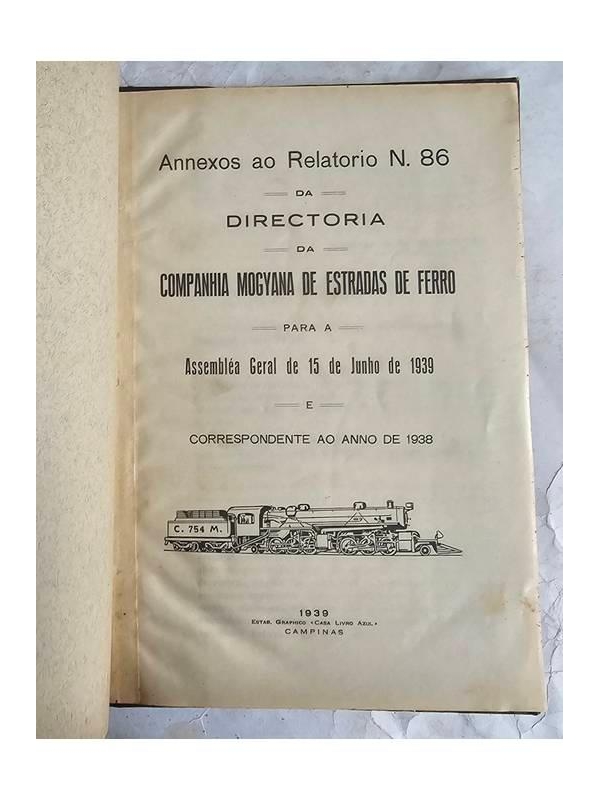 Annexos ao Relatorio N. 86
DA
DIRECTORIA
DA
COMPANHIA MOGYANA DE ESTRADAS DE FERRO
PARA A
Assembléa Geral de 15 de Junho de 1939
E
CORRESPONDENTE AO ANNO DE 1938
C. 754 M.
1939
ESTAB. GRAPHICO «CASA LIVRO AZUL»
CAMPINAS